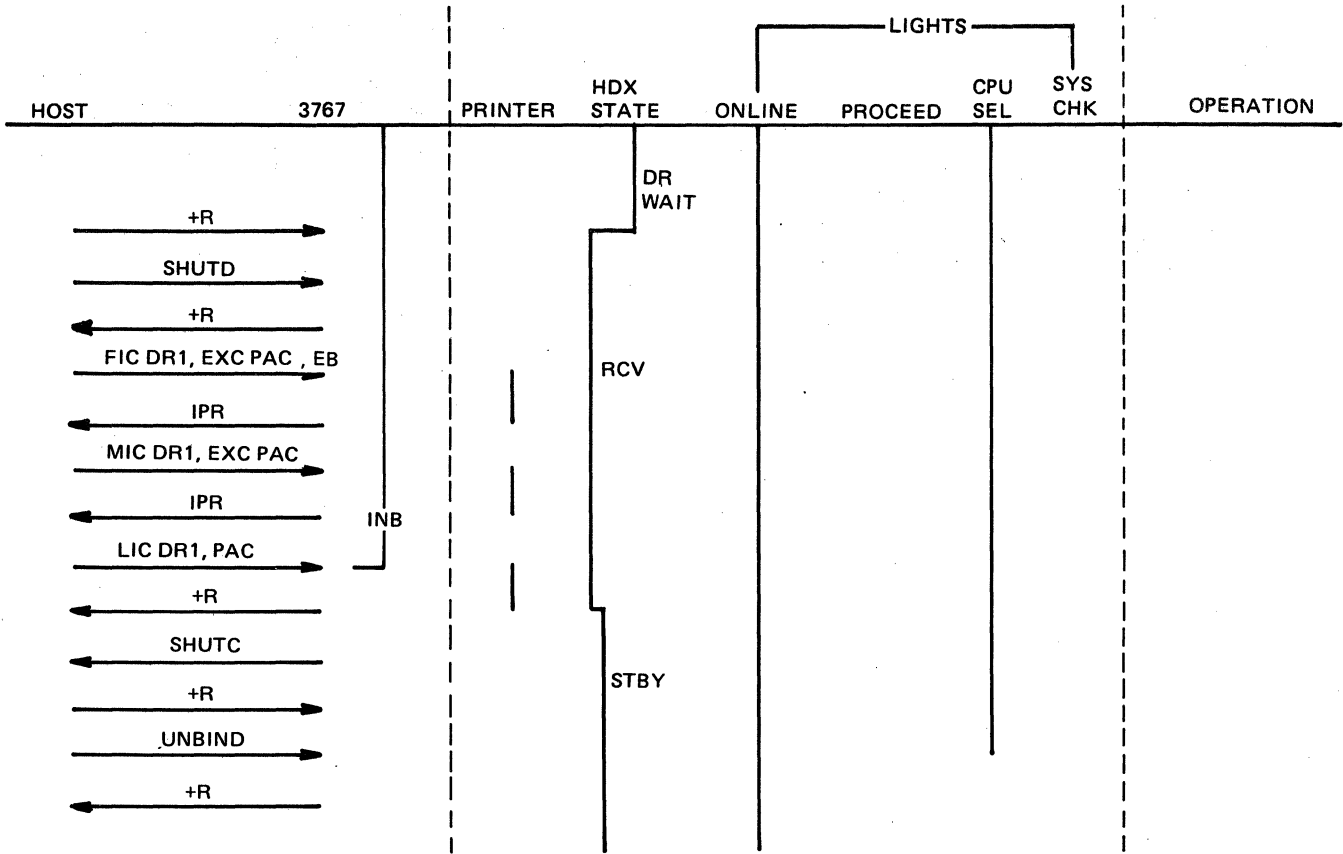 LIGHTS
HOST 3767 PRINTER HDX STATE ONLINE PROCEED CPU SEL SYS CHK OPERATION
DR WAIT
+R
SHUTD
+R
FIC DR1, EXC PAC , EB
RCV
IPR
MIC DR1, EXC PAC
IPR
INB
LIC DR1, PAC
+R
SHUTC
STBY
+R
UNBIND
+R